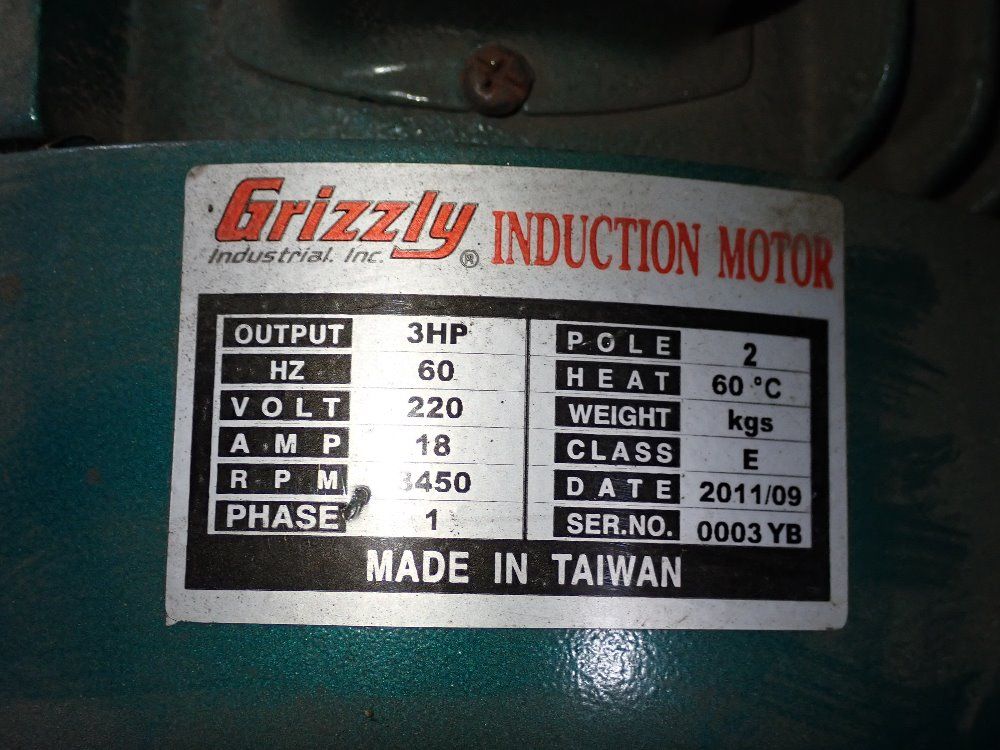 Grizzly INDUCTION MOTOR
Industrial. Inc. ®
OUTPUT 3HP POLE 2
HZ 60 HEAT 60 °C
VOLT 220 WEIGHT kgs
AMP 18 CLASS E
RPM 3450 DATE 2011/09
PHASE 1 SER.NO. 0003 YB
MADE IN TAIWAN